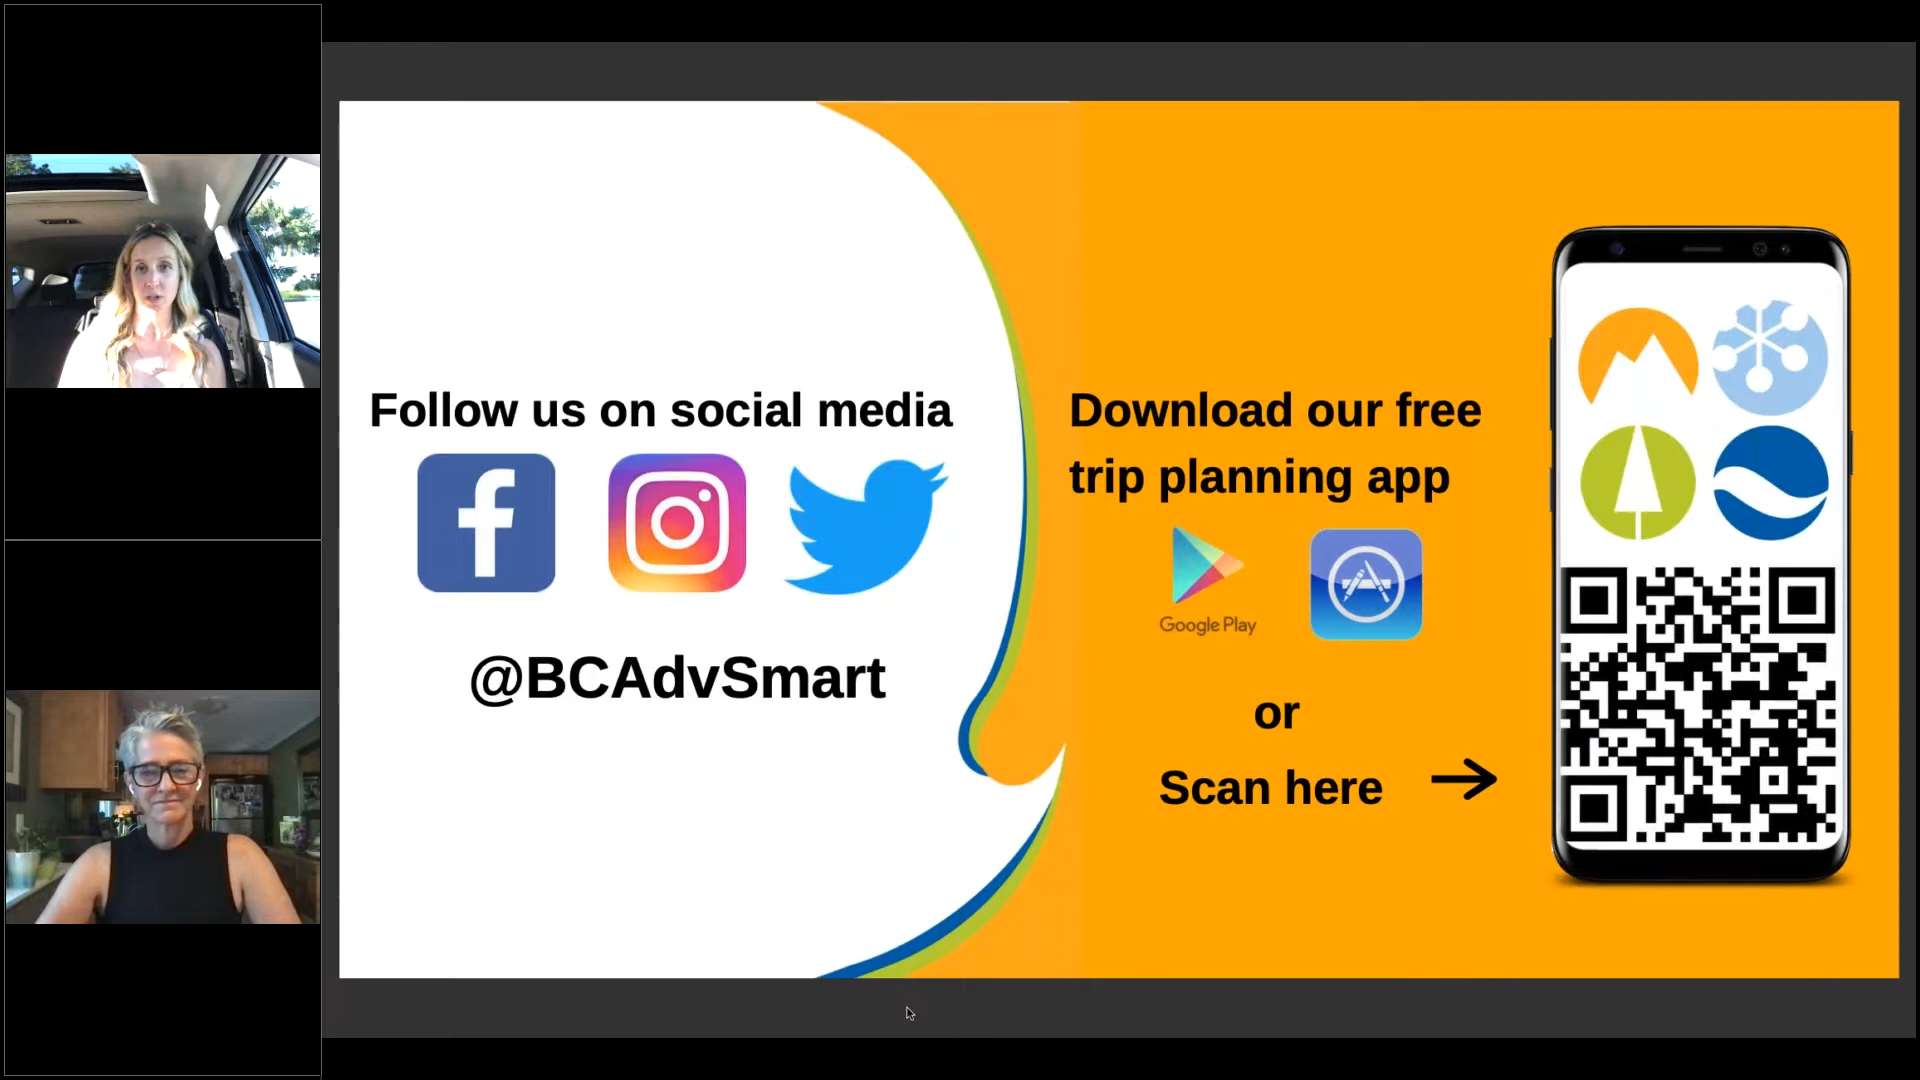 Follow us on social media
@BCAdvSmart
Download our free
trip planning app
Google Play
or
Scan here